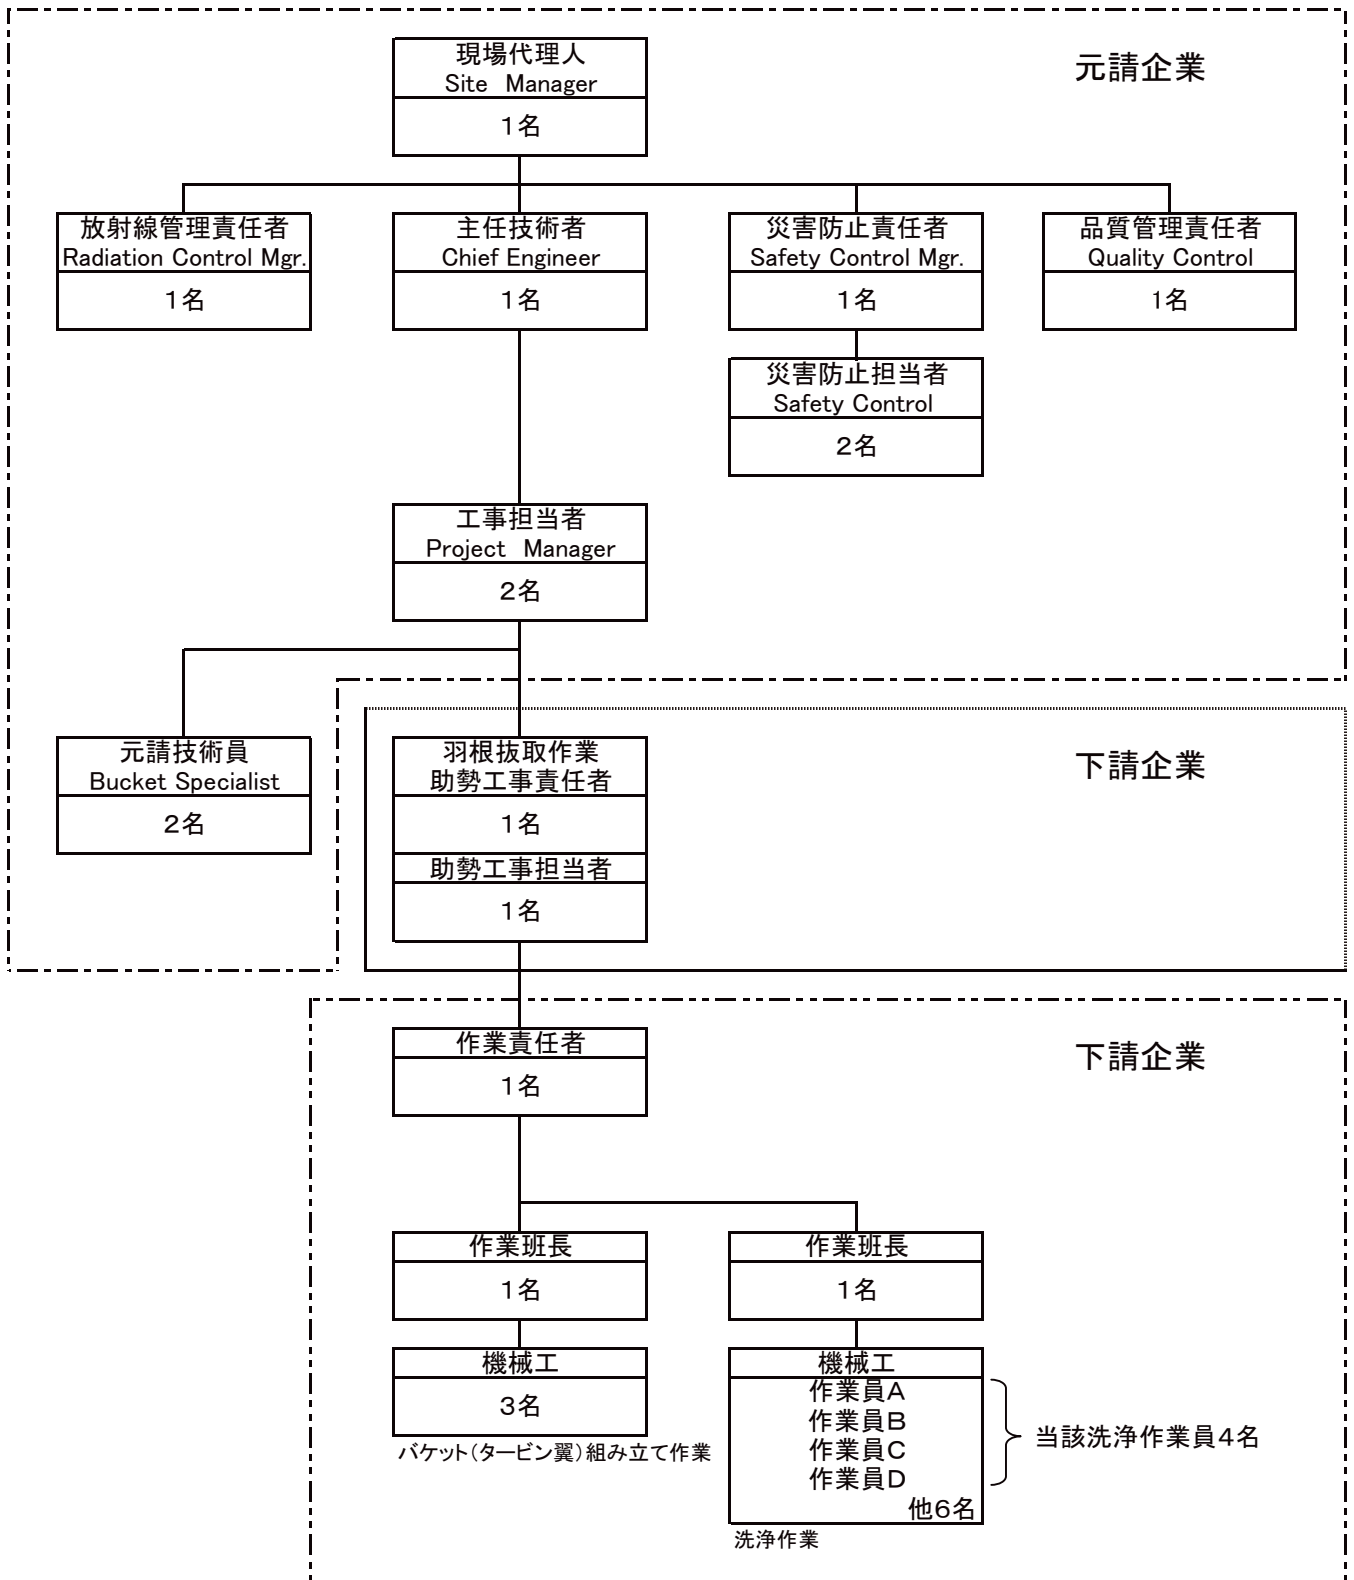 現場代理人
Site Manager
元請企業
1名
放射線管理責任者
Radiation Control Mgr.
1名
主任技術者
Chief Engineer
1名
災害防止責任者
Safety Control Mgr.
1名
品質管理責任者
Quality Control
1名
災害防止担当者
Safety Control
2名
工事担当者
Project Manager
2名
元請技術員
Bucket Specialist
2名
羽根抜取作業
助勢工事責任者
1名
助勢工事担当者
1名
下請企業
作業責任者
1名
下請企業
作業班長
1名
機械工
3名
バケット(タービン翼)組み立て作業
作業班長
1名
機械工
作業員A
作業員B
作業員C
作業員D
他6名
当該洗浄作業員4名
洗浄作業